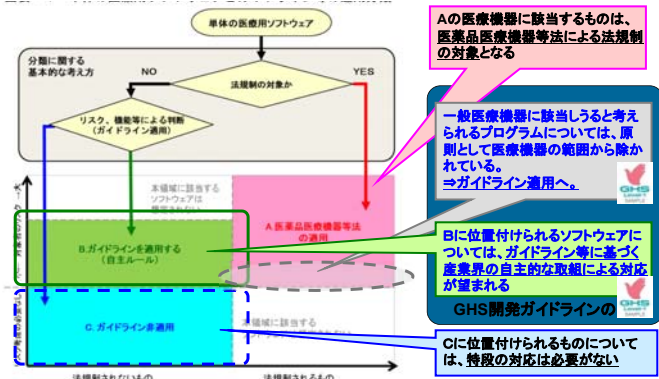 単体の医療用ソフトウェア
分類に関する
基本的な考え方
NO
YES
法規制の対象か
リスク、機能等による判断
(ガイドライン適用)
Aの医療機器に該当するものは、
医薬品医療機器等法による法規制
の対象となる
一般医療機器に該当しうると考え
られるプログラムについては、原
則として医療機器の範囲から除か
れている。
⇒ガイドライン適用へ。
GHS
本領域に該当する
ソフトウェアは
A.医薬品医療機器等法
の適用
B.ガイドラインを適用する
(自主ルール)
Bに位置付けられるソフトウェア
については、ガイドライン等に基づく
産業界の自主的な取組による対応
が望まれる
GHS
GHS開発ガイドラインの
C.ガイドライン非適用
本領域に該当する
Cに位置付けられるものについて
は、特段の対応は必要がない
法規制されないもの
法規制されるもの